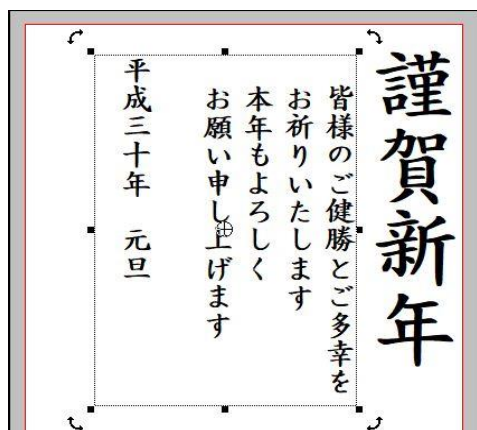 謹賀新年
皆様のご健勝とご多幸を
お祈りいたします
本年もよろしく
お願い申し上げます
平成三十年　元旦